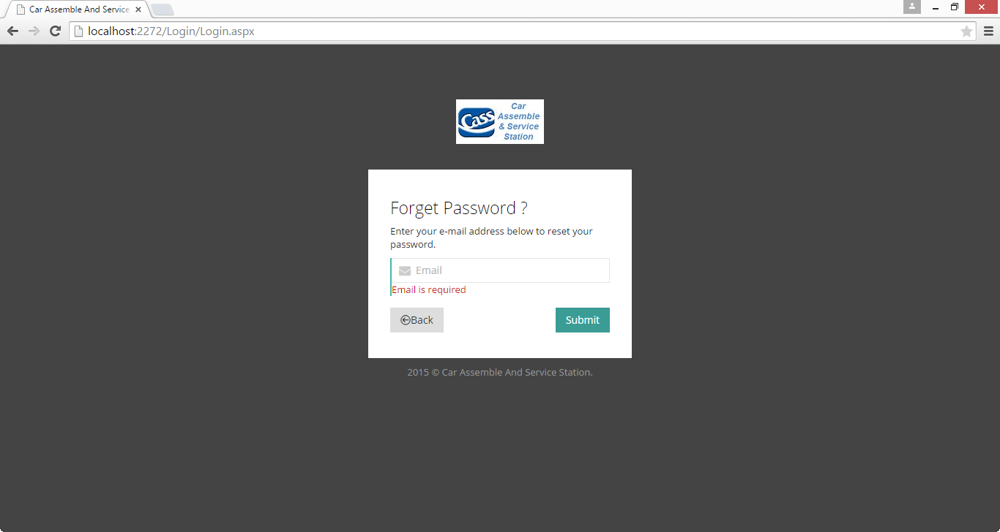 Car Assemble And Service
localhost:2272/Login/Login.aspx
Cass
Car
Assemble
& Service
Station
Forget Password ?
Enter your e-mail address below to reset your
password.
Email
Email is required
Back
Submit
2015 © Car Assemble And Service Station.